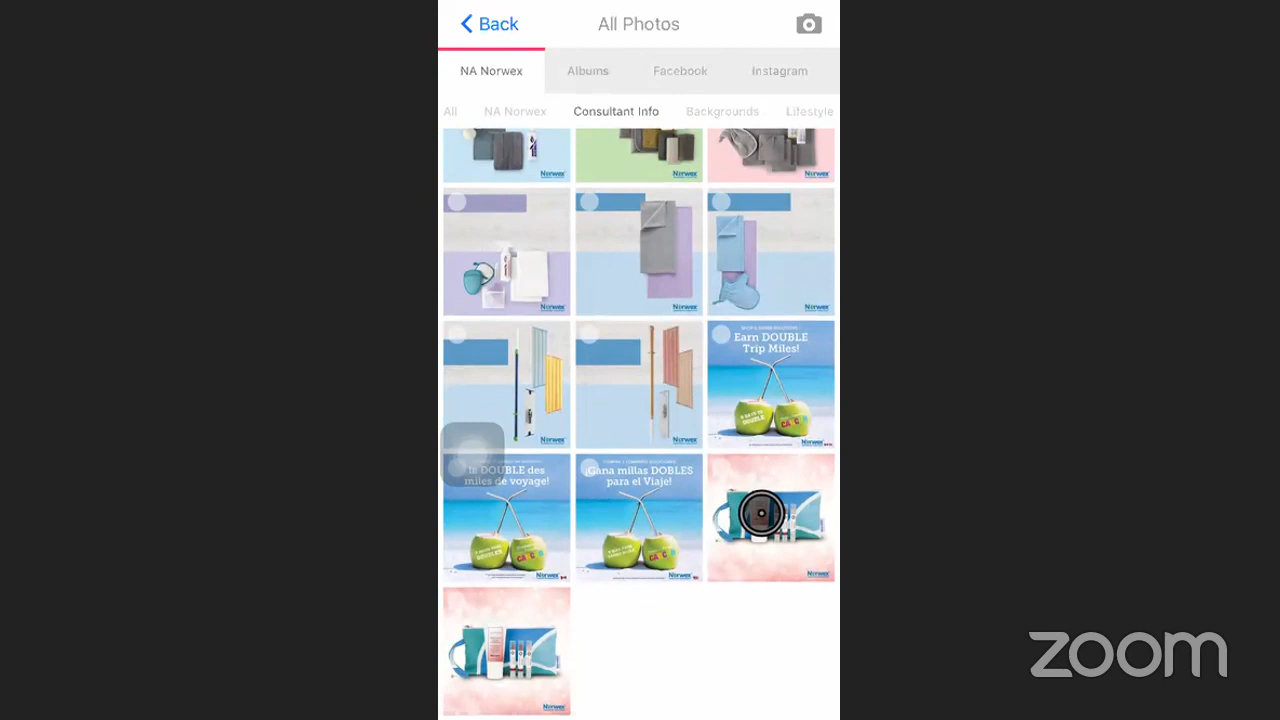 Back
All Photos
NA Norwex
Albums
Facebook
Instagram
All
NA Norwex
Consultant Info
Backgrounds
Lifestyle
Norwex
Norwex
Norwex
Norwex
Norwex
Norwex
Norwex
Norwex
Earn DOUBLE
Trip Miles!
Norwex
DOUBLE des
miles de voyage!
Norwex
¡Gana millas DOBLES
para el Viaje!
Norwex
Norwex
Norwex
zoom